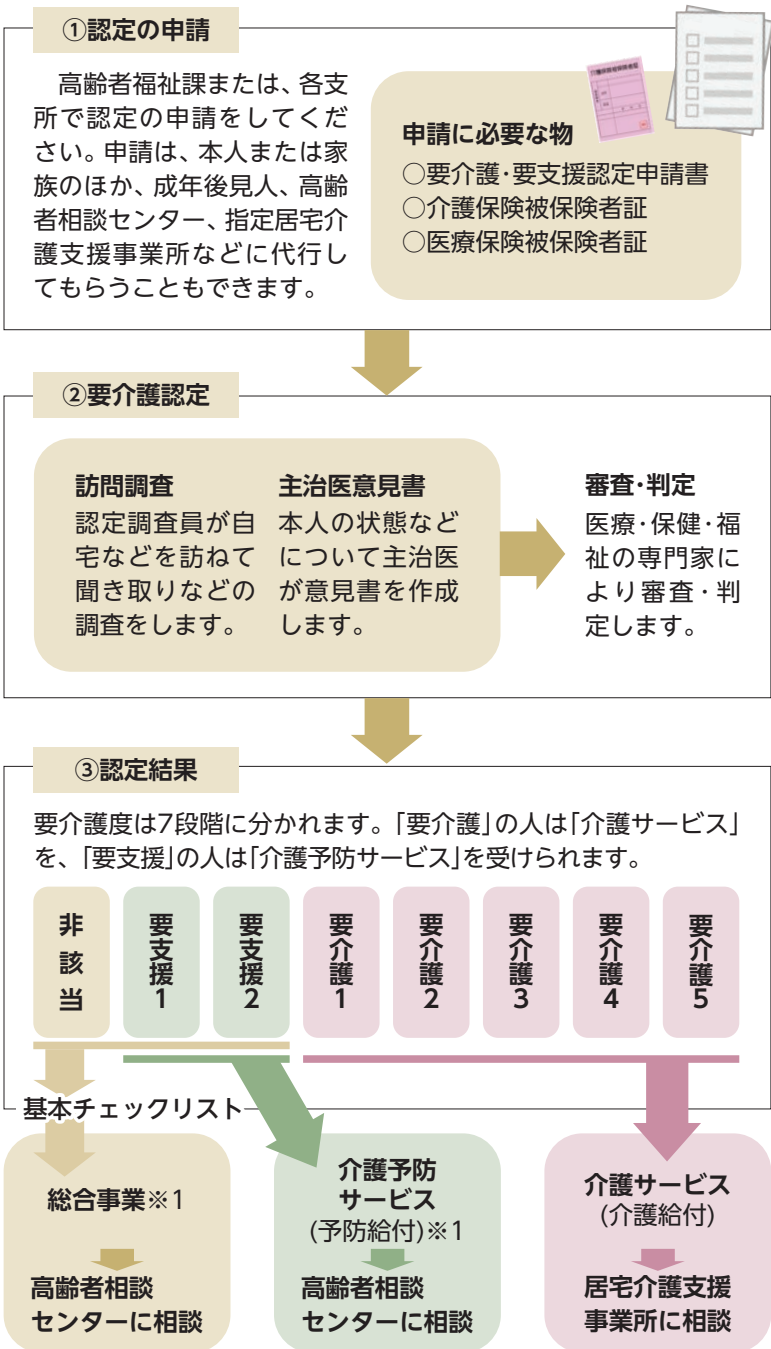 ①認定の申請
高齢者福祉課または、各支
所で認定の申請をしてくだ
さい。申請は、本人または家
族のほか、成年後見人、高齢
者相談センター、指定居宅介
護支援事業所などに代行し
てもらうこともできます。
申請に必要な物
○要介護・要支援認定申請書
○介護保険被保険者証
○医療保険被保険者証
②要介護認定
訪問調査
認定調査員が自
宅などを訪ねて
聞き取りなどの
調査をします。
主治医意見書
本人の状態など
について主治医
が意見書を作成
します。
審査・判定
医療・保健・福
祉の専門家に
より審査・判
定します。
③認定結果
要介護度は7段階に分かれます。「要介護」の人は「介護サービス」
を、「要支援」の人は「介護予防サービス」を受けられます。
非該当
要支援1
要支援2
要介護1
要介護2
要介護3
要介護4
要介護5
基本チェックリスト
総合事業※1
高齢者相談
センターに相談
介護予防
サービス
(予防給付)※1
高齢者相談
センターに相談
介護サービス
(介護給付)
居宅介護支援
事業所に相談